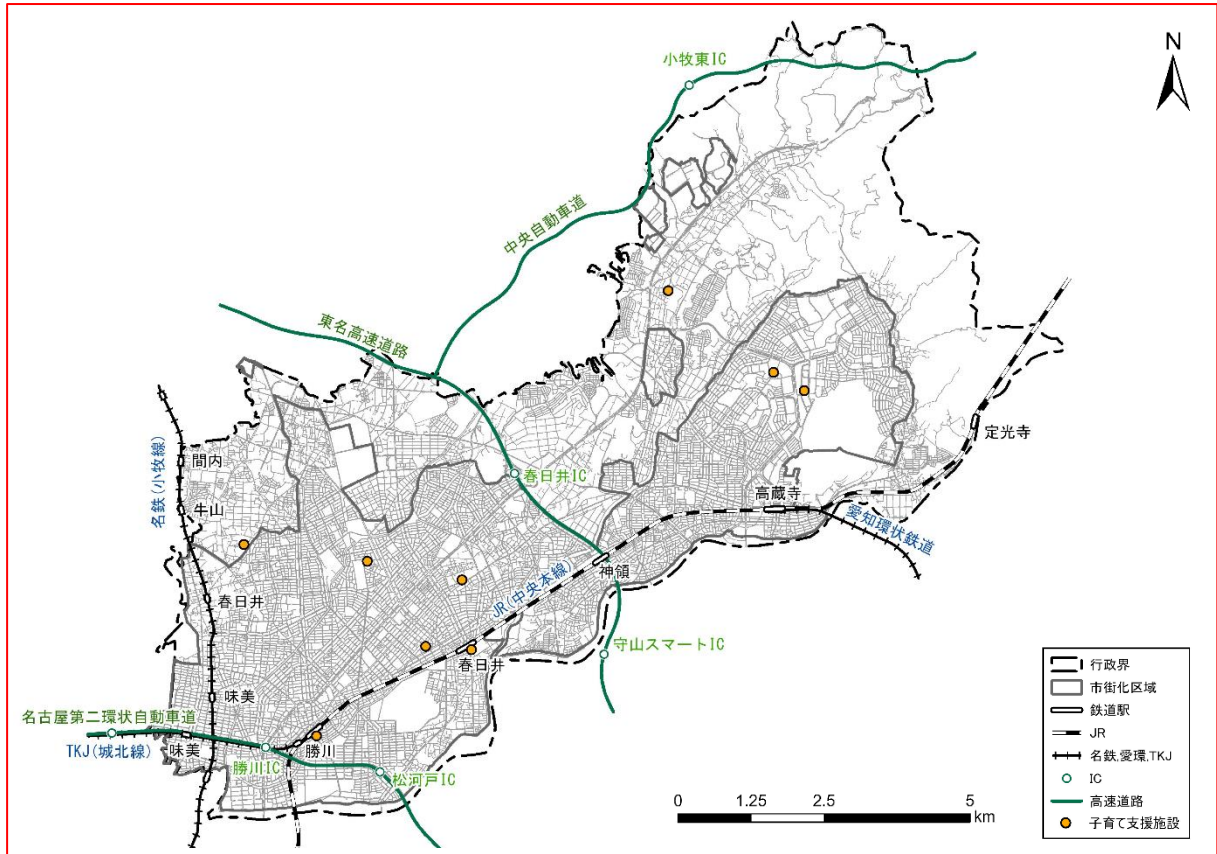 小牧東IC
N
中央自動車道
東名高速道路
名鉄(小牧線)
間内
牛山
春日井IC
定光寺
高蔵寺
愛知環状鉄道
JR(中央本線)
神領
春日井
守山スマートIC
春日井
味美
名古屋第二環状自動車道
TKJ(城北線)
味美
勝川IC
勝川
松河戸IC
0 1.25 2.5 5
km
行政界
市街化区域
鉄道駅
JR
名鉄,愛環,TKJ
IC
高速道路
子育て支援施設